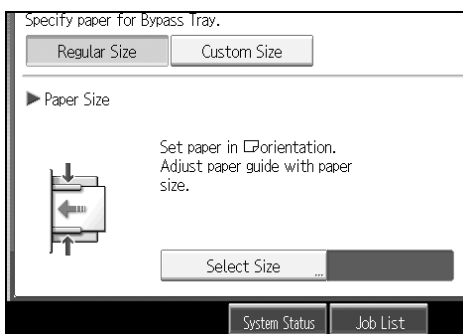 Specify paper for Bypass Tray.
Regular Size
Custom Size
▶ Paper Size
Set paper in orientation.
Adjust paper guide with paper
size.
Select Size ...
System Status
Job List